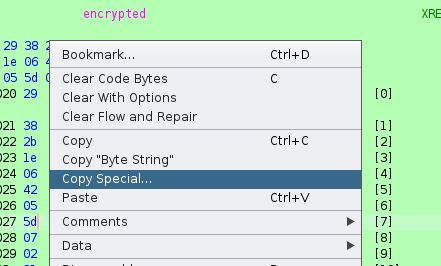 encrypted XRE
29 38 2
1e 06 4
05 5d 0
020 29 [0]
021 38 [1]
022 2b [2]
023 1e [3]
024 06 [4]
025 42 [5]
026 05 [6]
027 5d [7]
028 07 [8]
029 02 [9]
Bookmark... Ctrl+D
Clear Code Bytes C
Clear With Options
Clear Flow and Repair
Copy Ctrl+C
Copy "Byte String"
Copy Special...
Paste Ctrl+V
Comments
Data